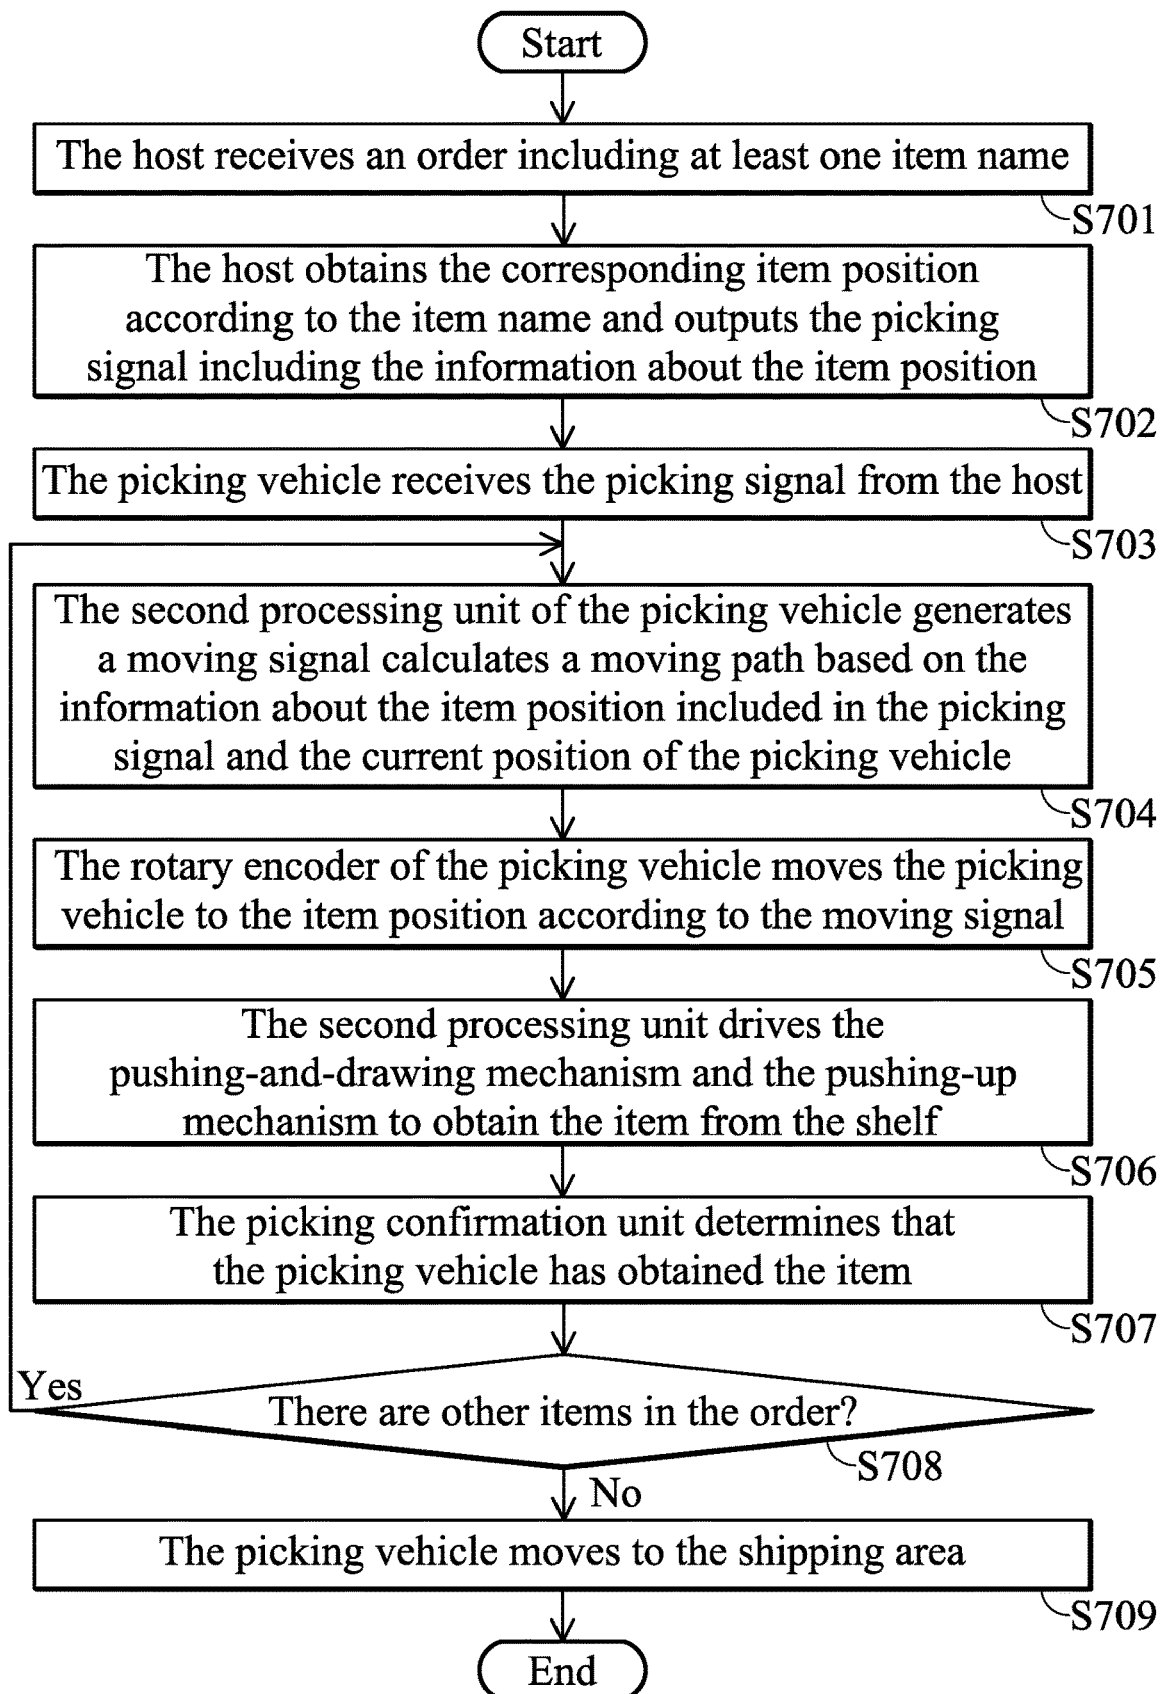 Start
The host receives an order including at least one item name
S701
The host obtains the corresponding item position
according to the item name and outputs the picking
signal including the information about the item position
S702
The picking vehicle receives the picking signal from the host
S703
The second processing unit of the picking vehicle generates
a moving signal calculates a moving path based on the
information about the item position included in the picking
signal and the current position of the picking vehicle
S704
The rotary encoder of the picking vehicle moves the picking
vehicle to the item position according to the moving signal
S705
The second processing unit drives the
pushing-and-drawing mechanism and the pushing-up
mechanism to obtain the item from the shelf
S706
The picking confirmation unit determines that
the picking vehicle has obtained the item
S707
Yes
There are other items in the order?
S708
No
The picking vehicle moves to the shipping area
S709
End